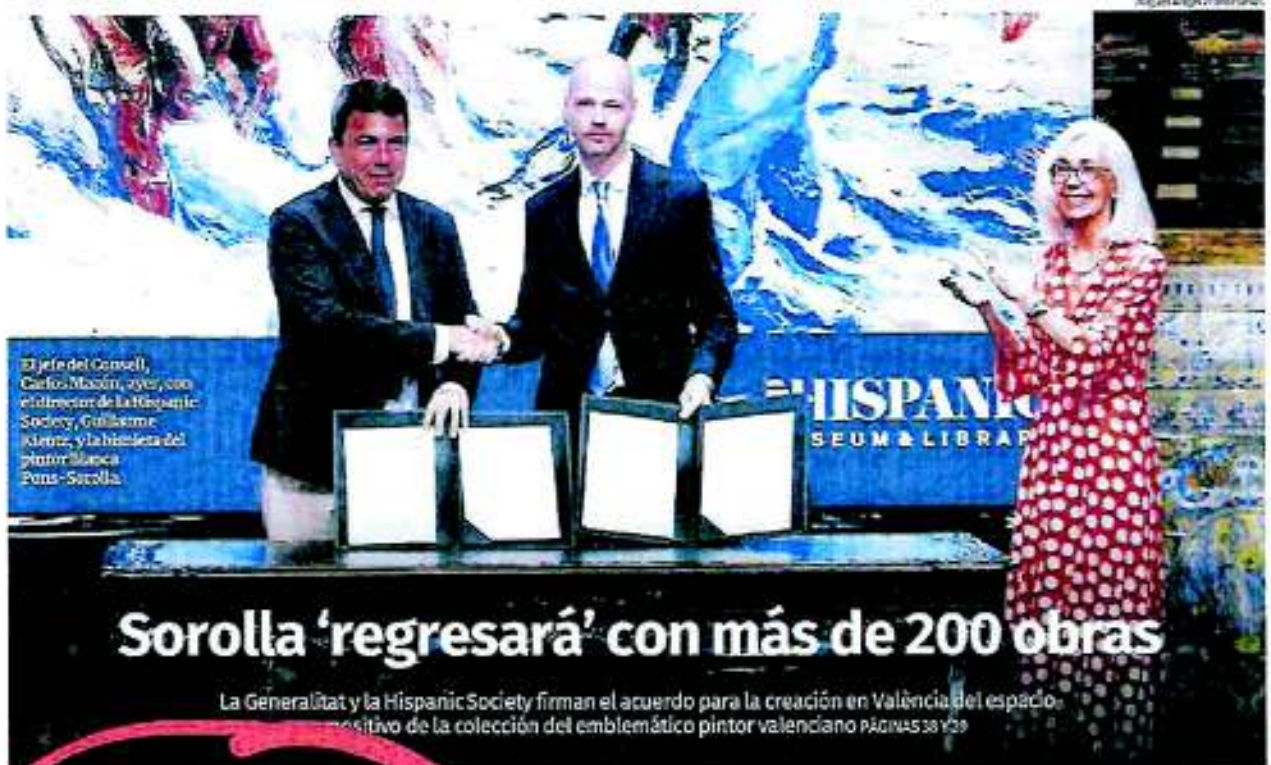 El jefe del Consell,
Carlos Mazón, ayer, con
el director de la Hispanic
Society, Guillaume
Kientz, y la bisnieta del
pintor Blanca
Pons-Sorolla.
HISPANIC
SEUM & LIBRAR
Sorolla ‘regresará’ con más de 200 obras
La Generalitat y la Hispanic Society firman el acuerdo para la creación en València del espacio
ositivo de la colección del emblemático pintor valenciano PÁGINAS 38 Y 39